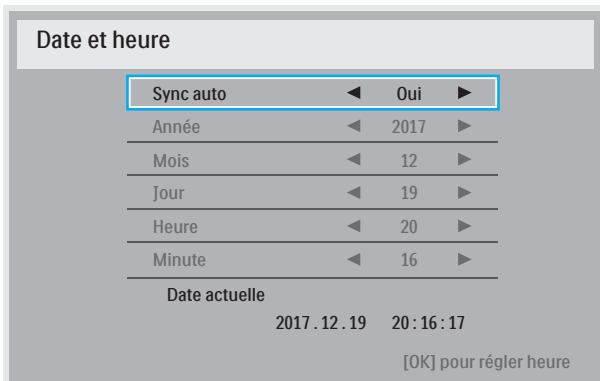 Date et heure
Sync auto ◄ Oui ►
Année ◄ 2017 ►
Mois ◄ 12 ►
Jour ◄ 19 ►
Heure ◄ 20 ►
Minute ◄ 16 ►
Date actuelle
2017 . 12 . 19 20 : 16 : 17
[OK] pour régler heure